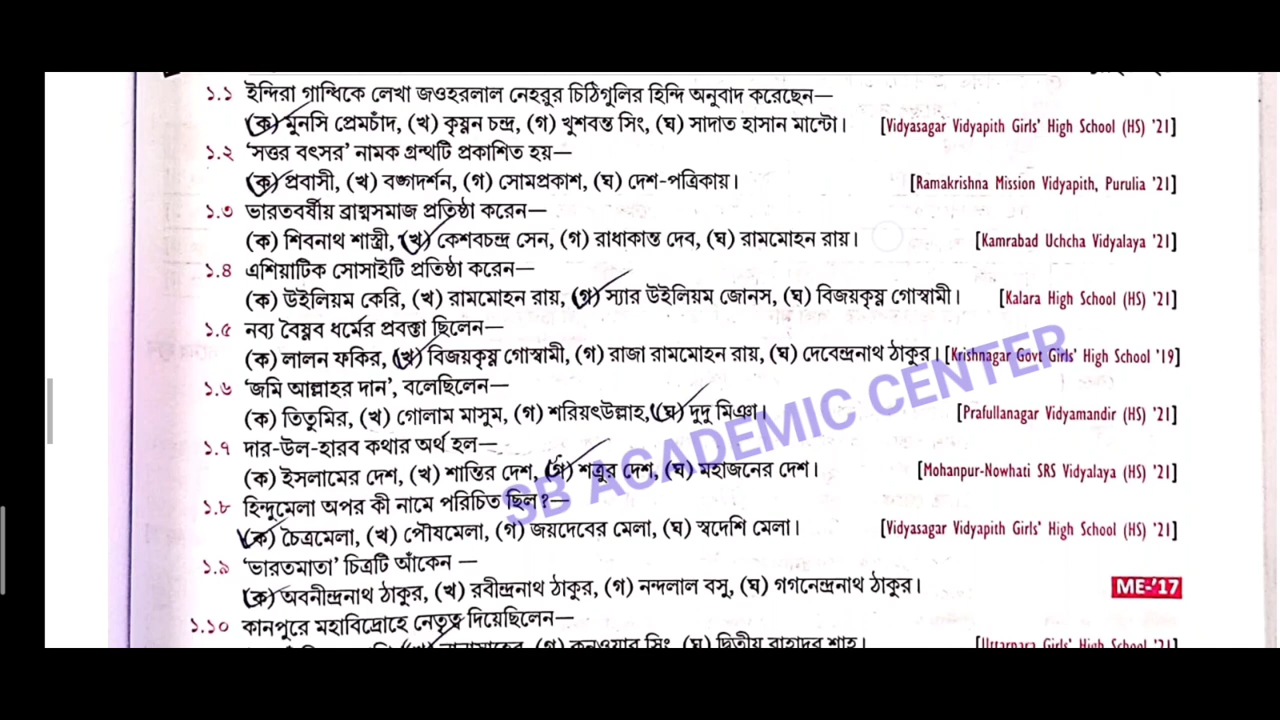 ১.১ ইন্দিরা গান্ধিকে লেখা জওহরলাল নেহরুর চিঠিগুলির হিন্দি অনুবাদ করেছেন—
(ক) মুনসি প্রেমচাঁদ, (খ) কৃষ্ণন চন্দ্র, (গ) খুশবন্ত সিং, (ঘ) সাদাত হাসান মান্টো। [Vidyasagar Vidyapith Girls' High School (HS) '21]
১.২ 'সত্তর বৎসর' নামক গ্রন্থটি প্রকাশিত হয়—
(ক) প্রবাসী, (খ) বঙ্গদর্শন, (গ) সোমপ্রকাশ, (ঘ) দেশ-পত্রিকায়। [Ramakrishna Mission Vidyapith, Purulia '21]
১.৩ ভারতবর্ষীয় ব্রাহ্মসমাজ প্রতিষ্ঠা করেন—
(ক) শিবনাথ শাস্ত্রী, (খ) কেশবচন্দ্র সেন, (গ) রাধাকান্ত দেব, (ঘ) রামমোহন রায়। [Kamrabad Uchcha Vidyalaya '21]
১.৪ এশিয়াটিক সোসাইটি প্রতিষ্ঠা করেন—
(ক) উইলিয়ম কেরি, (খ) রামমোহন রায়, (গ) স্যার উইলিয়ম জোনস, (ঘ) বিজয়কৃষ্ণ গোস্বামী। [Kalara High School (HS) '21]
১.৫ নব্য বৈষ্ণব ধর্মের প্রবক্তা ছিলেন—
(ক) লালন ফকির, (খ) বিজয়কৃষ্ণ গোস্বামী, (গ) রাজা রামমোহন রায়, (ঘ) দেবেন্দ্রনাথ ঠাকুর। [Krishnagar Govt Girls' High School '19]
১.৬ 'জমি আল্লাহর দান', বলেছিলেন—
(ক) তিতুমির, (খ) গোলাম মাসুম, (গ) শরিয়ৎউল্লাহ, (ঘ) দুদু মিঞা। [Prafullanagar Vidyamandir (HS) '21]
১.৭ দার-উল-হারব কথার অর্থ হল—
(ক) ইসলামের দেশ, (খ) শান্তির দেশ, (গ) শত্রুর দেশ, (ঘ) মহাজনের দেশ। [Mohanpur-Nowhati SRS Vidyalaya (HS) '21]
১.৮ হিন্দুমেলা অপর কী নামে পরিচিত ছিল?—
(ক) চৈত্রমেলা, (খ) পৌষমেলা, (গ) জয়দেবের মেলা, (ঘ) স্বদেশি মেলা। [Vidyasagar Vidyapith Girls' High School (HS) '21]
১.৯ 'ভারতমাতা' চিত্রটি আঁকেন —
(ক) অবনীন্দ্রনাথ ঠাকুর, (খ) রবীন্দ্রনাথ ঠাকুর, (গ) নন্দলাল বসু, (ঘ) গগনেন্দ্রনাথ ঠাকুর। ME-'17
১.১০ কানপুরে মহাবিদ্রোহে নেতৃত্ব দিয়েছিলেন—
(খ) নানাসাহেব, (গ) কুনওয়ার সিং, (ঘ) দ্বিতীয় বাহাদুর শাহ। [Uttarpara Girls' High School '21]
SB ACADEMIC CENTER